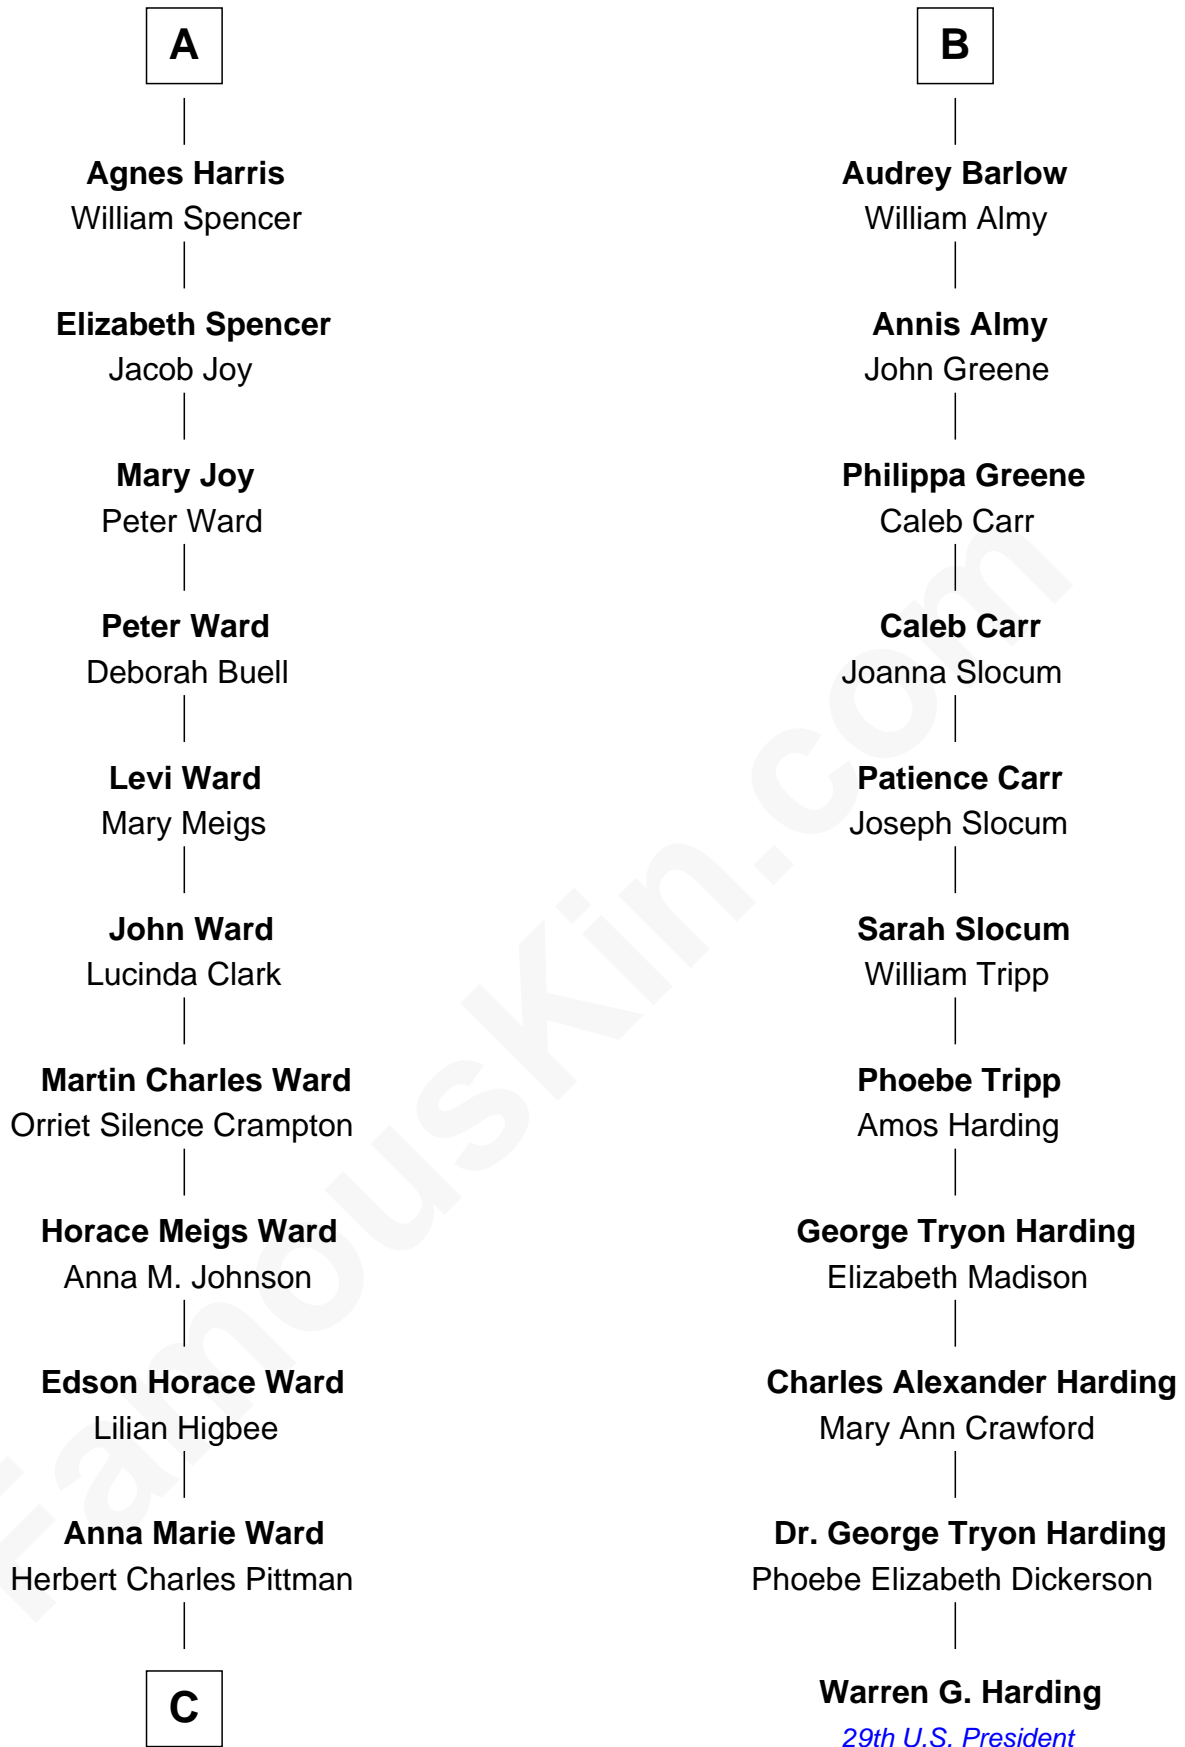 A
Agnes Harris
William Spencer
Elizabeth Spencer
Jacob Joy
Mary Joy
Peter Ward
Peter Ward
Deborah Buell
Levi Ward
Mary Meigs
John Ward
Lucinda Clark
Martin Charles Ward
Orriet Silence Crampton
Horace Meigs Ward
Anna M. Johnson
Edson Horace Ward
Lilian Higbee
Anna Marie Ward
Herbert Charles Pittman
C
B
Audrey Barlow
William Almy
Annis Almy
John Greene
Philippa Greene
Caleb Carr
Caleb Carr
Joanna Slocum
Patience Carr
Joseph Slocum
Sarah Slocum
William Tripp
Phoebe Tripp
Amos Harding
George Tryon Harding
Elizabeth Madison
Charles Alexander Harding
Mary Ann Crawford
Dr. George Tryon Harding
Phoebe Elizabeth Dickerson
Warren G. Harding
29th U.S. President
FamousKin.com